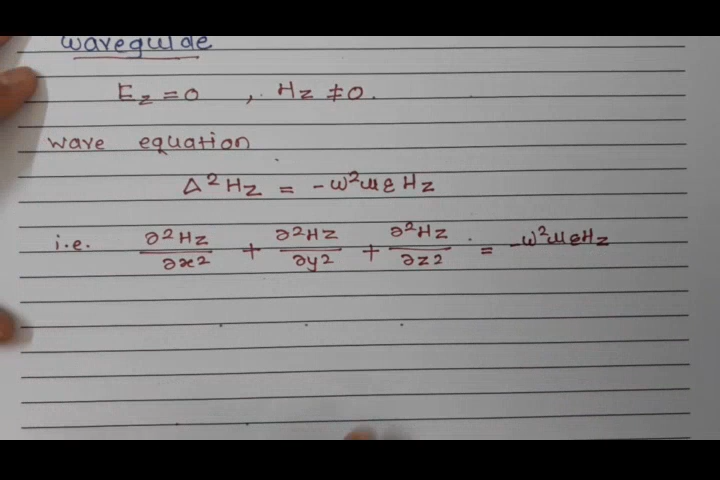 waveguide
Ez = 0 , Hz ≠ 0.
wave equation
Δ²Hz = -ω²με Hz
i.e. ∂²Hz/∂x² + ∂²Hz/∂y² + ∂²Hz/∂z² = -ω²μεHz